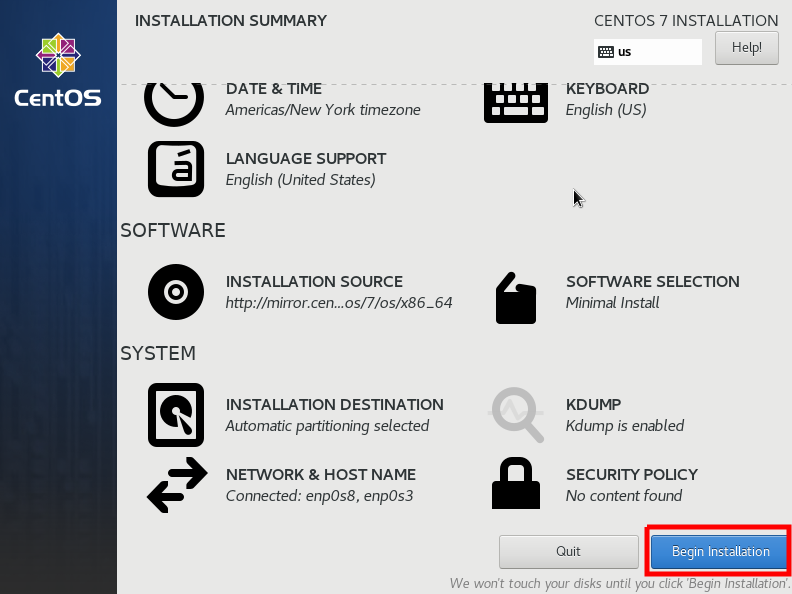 INSTALLATION SUMMARY
CENTOS 7 INSTALLATION
us
Help!
CentOS
DATE & TIME
Americas/New York timezone
KEYBOARD
English (US)
LANGUAGE SUPPORT
English (United States)
SOFTWARE
INSTALLATION SOURCE
http://mirror.cen...os/7/os/x86_64
SOFTWARE SELECTION
Minimal Install
SYSTEM
INSTALLATION DESTINATION
Automatic partitioning selected
KDUMP
Kdump is enabled
NETWORK & HOST NAME
Connected: enp0s8, enp0s3
SECURITY POLICY
No content found
Quit
Begin Installation
We won't touch your disks until you click 'Begin Installation'.